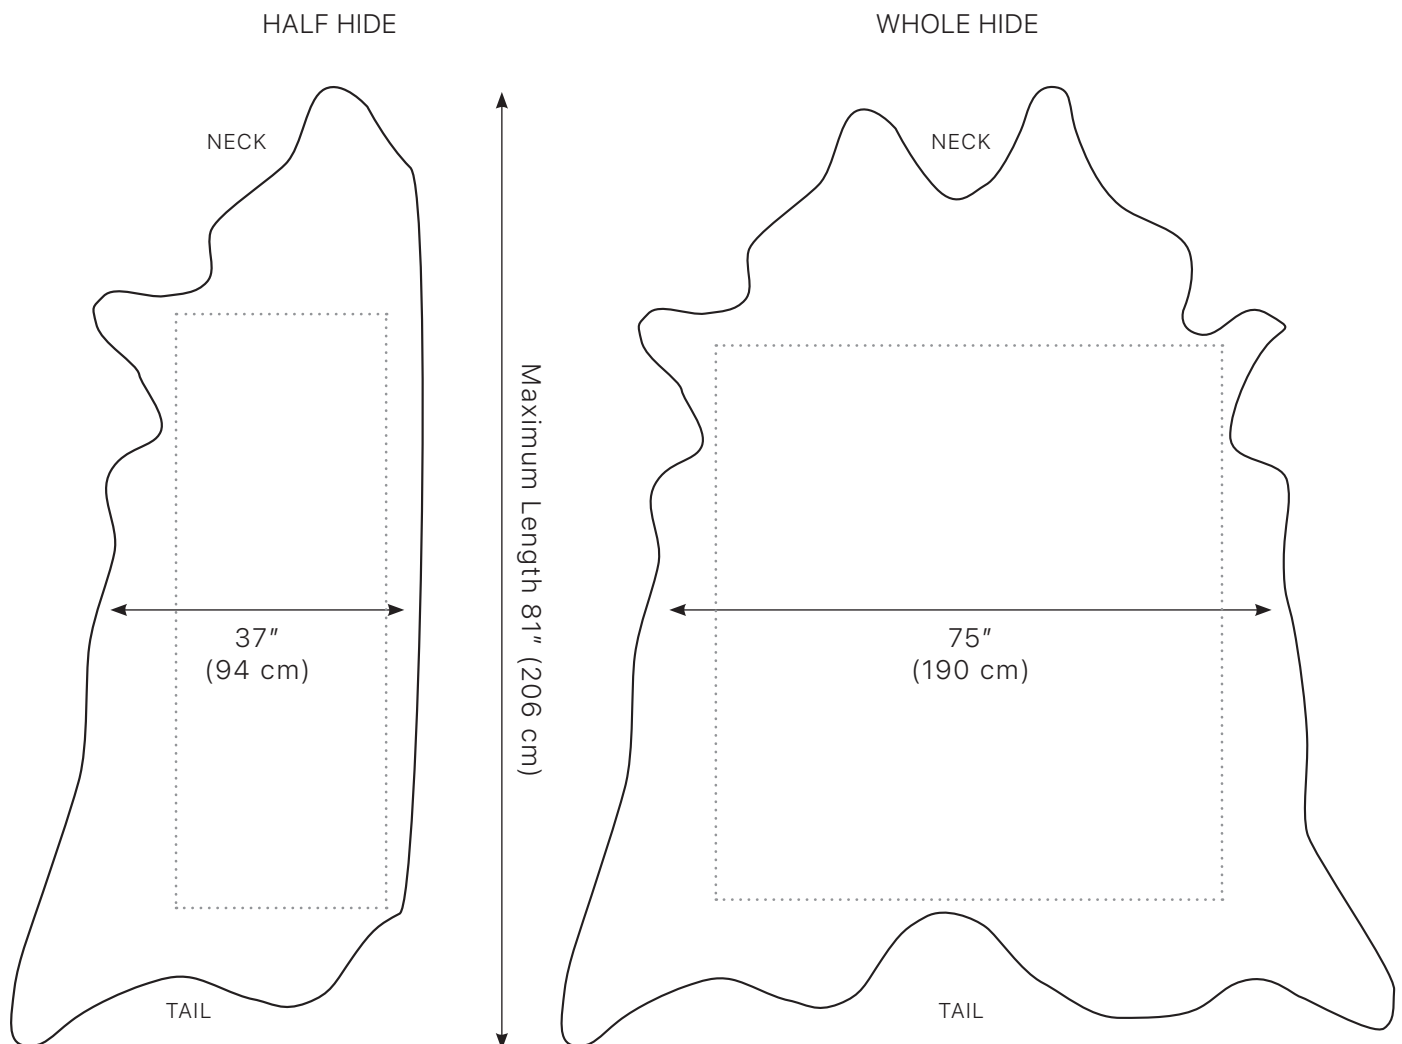 HALF HIDE
WHOLE HIDE
NECK
NECK
Maximum Length 81” (206 cm)
37”
(94 cm)
75”
(190 cm)
TAIL
TAIL